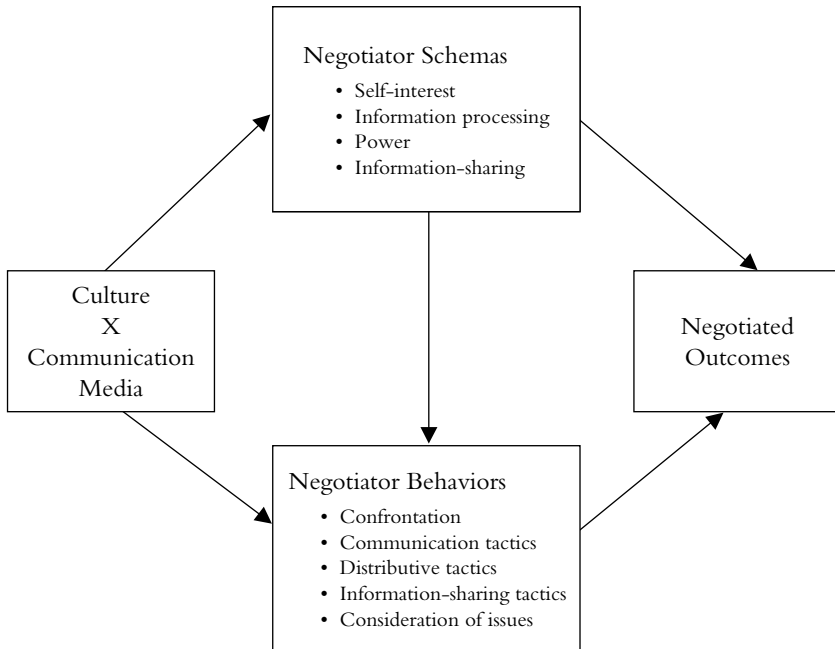 Negotiator Schemas
• Self-interest
• Information processing
• Power
• Information-sharing
Culture
X
Communication
Media
Negotiated
Outcomes
Negotiator Behaviors
• Confrontation
• Communication tactics
• Distributive tactics
• Information-sharing tactics
• Consideration of issues